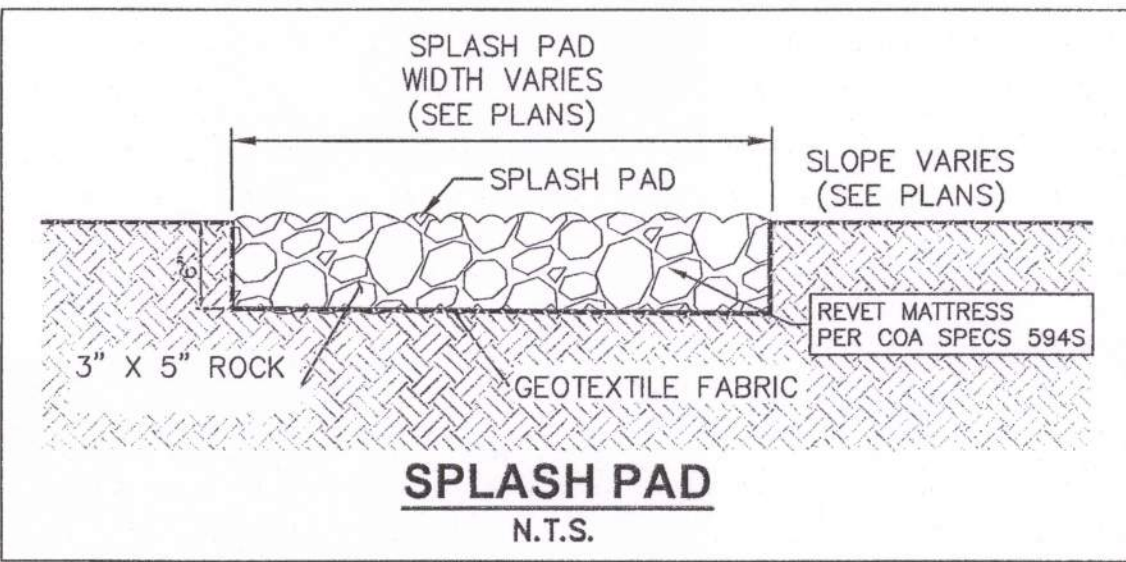 SPLASH PAD
WIDTH VARIES
(SEE PLANS)
SPLASH PAD
SLOPE VARIES
(SEE PLANS)
6"
REVET MATTRESS
PER COA SPECS 594S
3" X 5" ROCK
GEOTEXTILE FABRIC
SPLASH PAD
N.T.S.